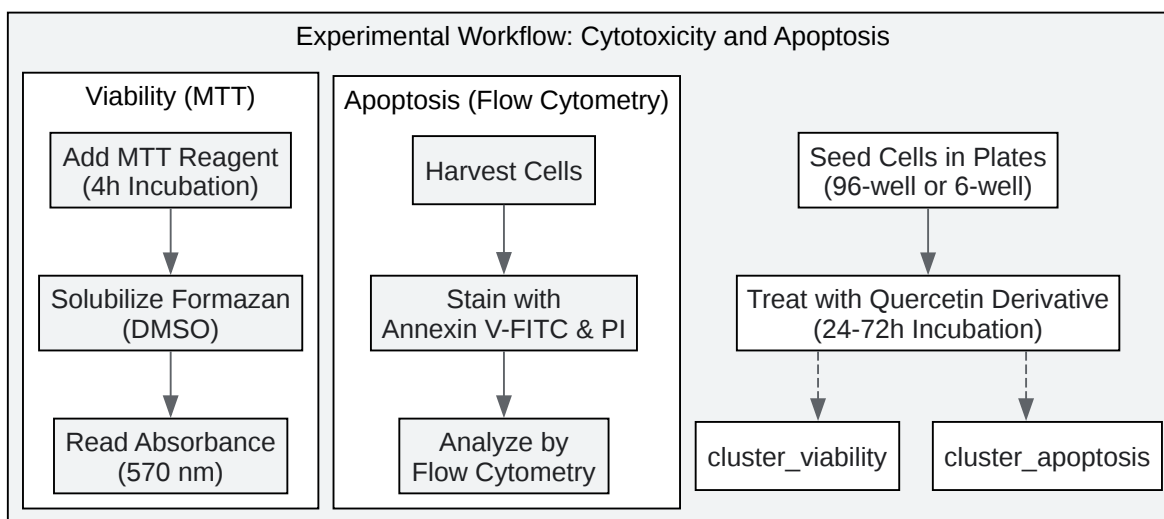 Experimental Workflow: Cytotoxicity and Apoptosis
Viability (MTT)
Add MTT Reagent
(4h Incubation)
Solubilize Formazan
(DMSO)
Read Absorbance
(570 nm)
Apoptosis (Flow Cytometry)
Harvest Cells
Stain with
Annexin V-FITC & PI
Analyze by
Flow Cytometry
Seed Cells in Plates
(96-well or 6-well)
Treat with Quercetin Derivative
(24-72h Incubation)
cluster_viability
cluster_apoptosis